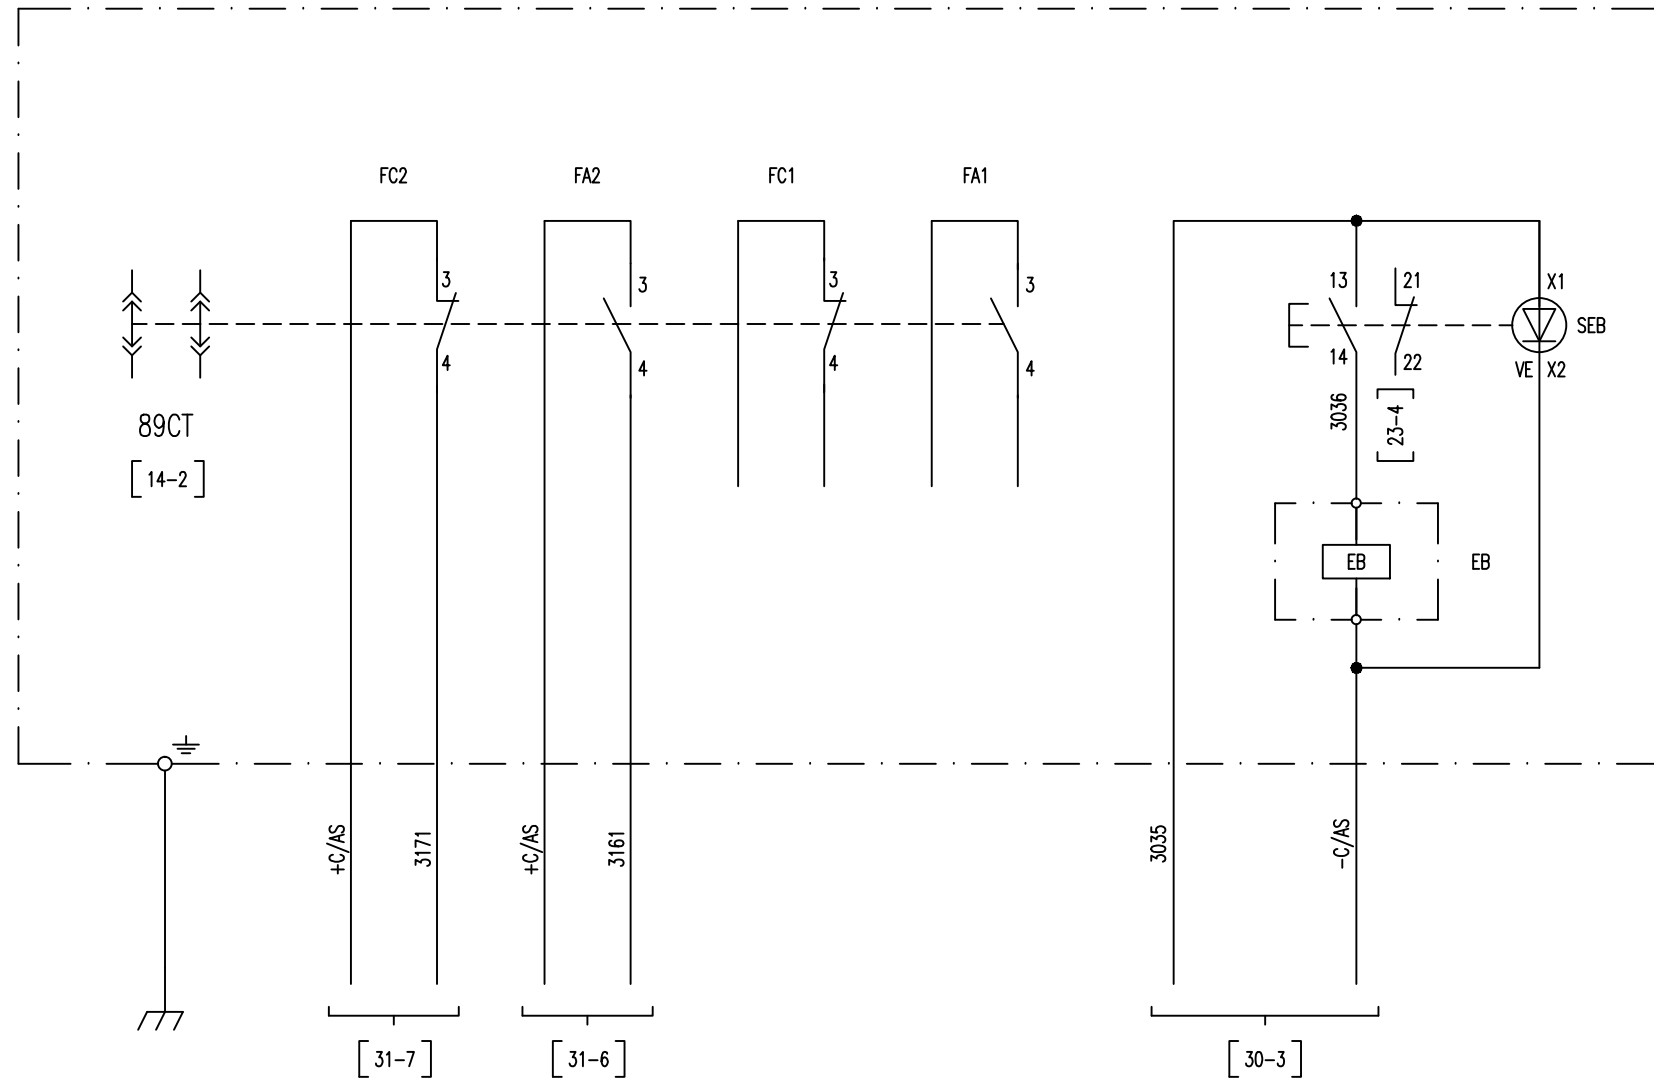 FC2 FA2 FC1 FA1
3 3 3 3 13 21 X1
SEB
4 4 4 4 14 22 VE X2
3036 23-4
89CT
14-2
EB EB
+C/AS 3171 +C/AS 3161 3035 -C/AS
31-7 31-6 30-3